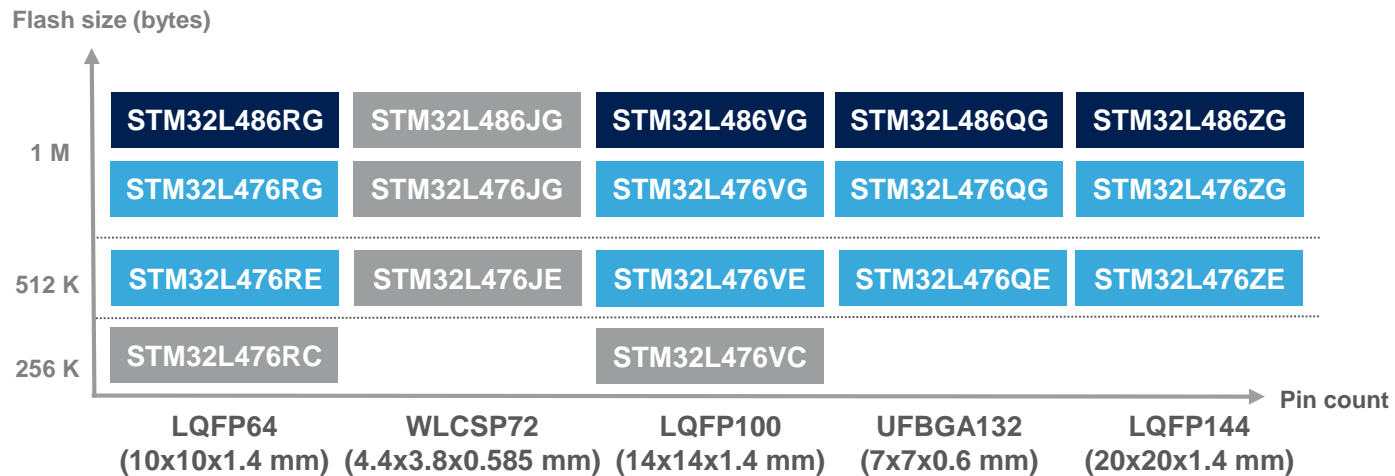 Flash size (bytes)
STM32L486RG STM32L486JG STM32L486VG STM32L486QG STM32L486ZG
1 M
STM32L476RG STM32L476JG STM32L476VG STM32L476QG STM32L476ZG
512 K STM32L476RE STM32L476JE STM32L476VE STM32L476QE STM32L476ZE
256 K STM32L476RC STM32L476VC
Pin count
LQFP64 WLCSP72 LQFP100 UFBGA132 LQFP144
(10x10x1.4 mm) (4.4x3.8x0.585 mm) (14x14x1.4 mm) (7x7x0.6 mm) (20x20x1.4 mm)